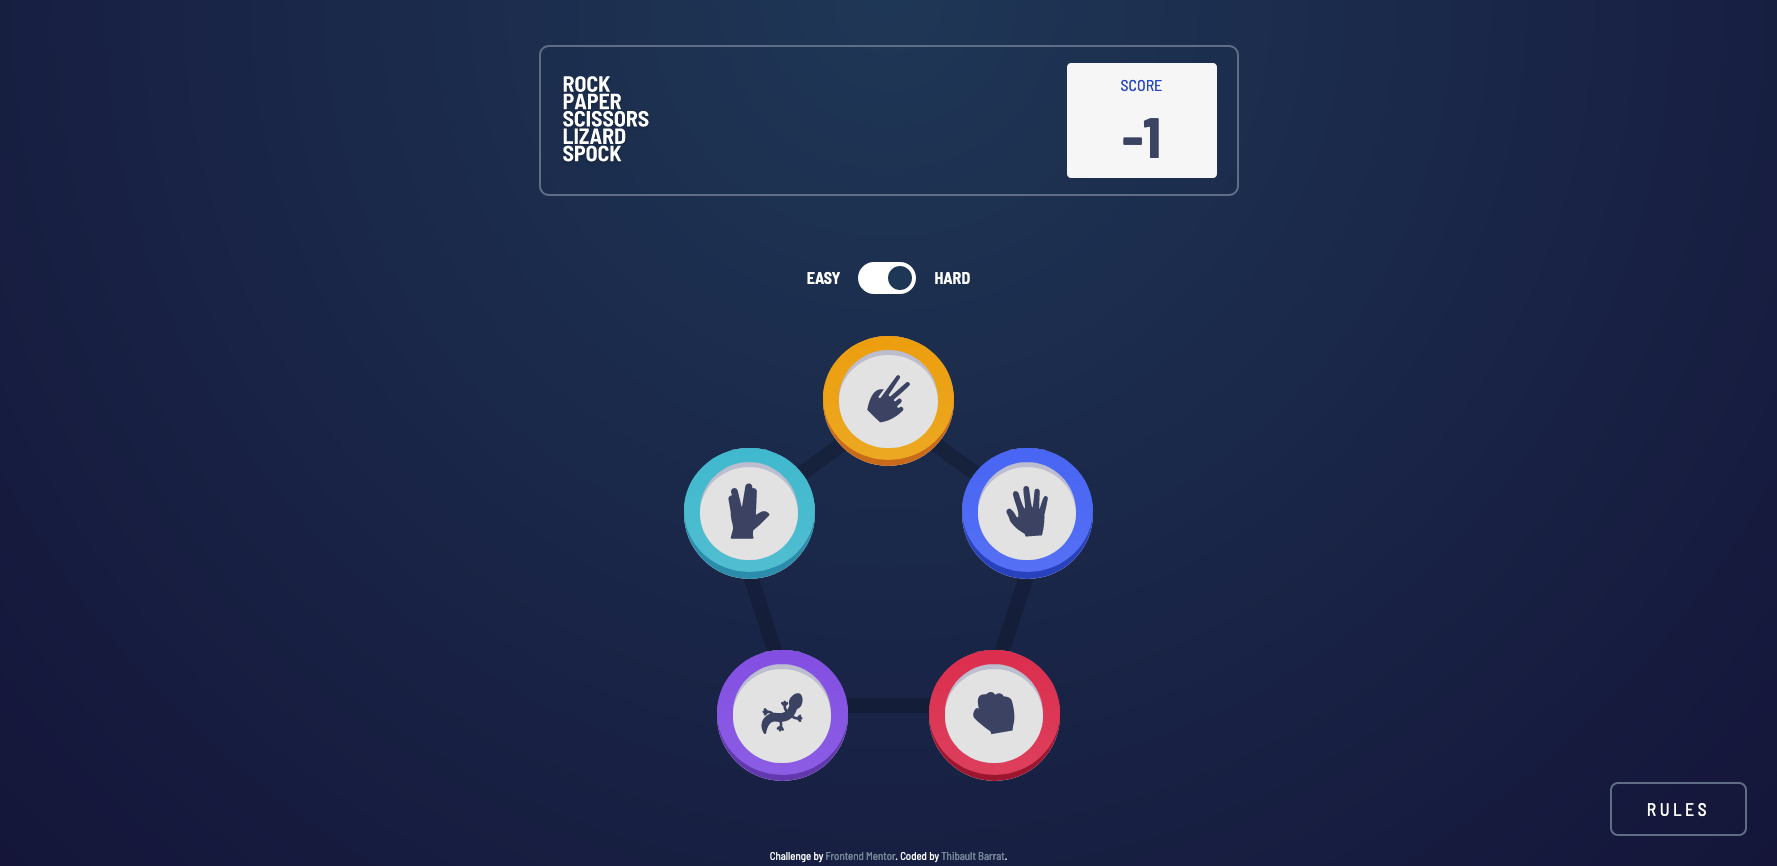 ROCK
PAPER
SCISSORS
LIZARD
SPOCK
SCORE
-1
EASY
HARD
RULES
Challenge by Frontend Mentor. Coded by Thibault Barrat.